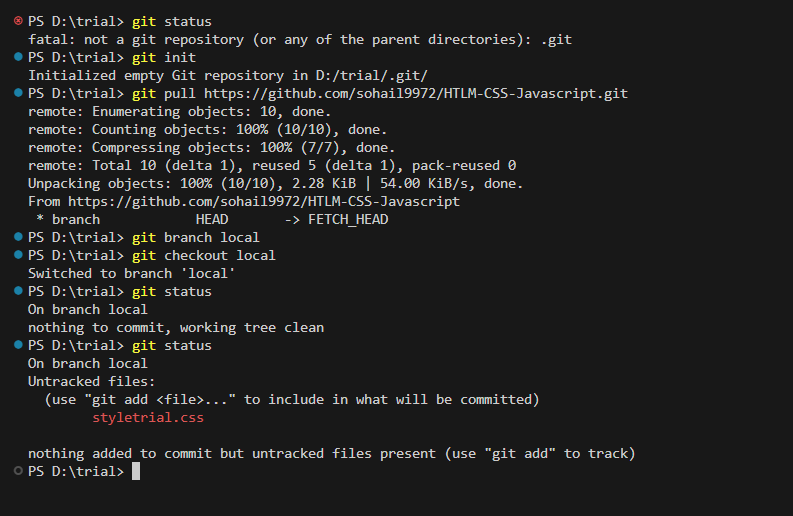 PS D:\trial> git status
fatal: not a git repository (or any of the parent directories): .git
PS D:\trial> git init
Initialized empty Git repository in D:/trial/.git/
PS D:\trial> git pull https://github.com/sohail9972/HTLM-CSS-Javascript.git
remote: Enumerating objects: 10, done.
remote: Counting objects: 100% (10/10), done.
remote: Compressing objects: 100% (7/7), done.
remote: Total 10 (delta 1), reused 5 (delta 1), pack-reused 0
Unpacking objects: 100% (10/10), 2.28 KiB | 54.00 KiB/s, done.
From https://github.com/sohail9972/HTLM-CSS-Javascript
 * branch            HEAD       -> FETCH_HEAD
PS D:\trial> git branch local
PS D:\trial> git checkout local
Switched to branch 'local'
PS D:\trial> git status
On branch local
nothing to commit, working tree clean
PS D:\trial> git status
On branch local
Untracked files:
  (use "git add <file>..." to include in what will be committed)
        styletrial.css
nothing added to commit but untracked files present (use "git add" to track)
PS D:\trial>